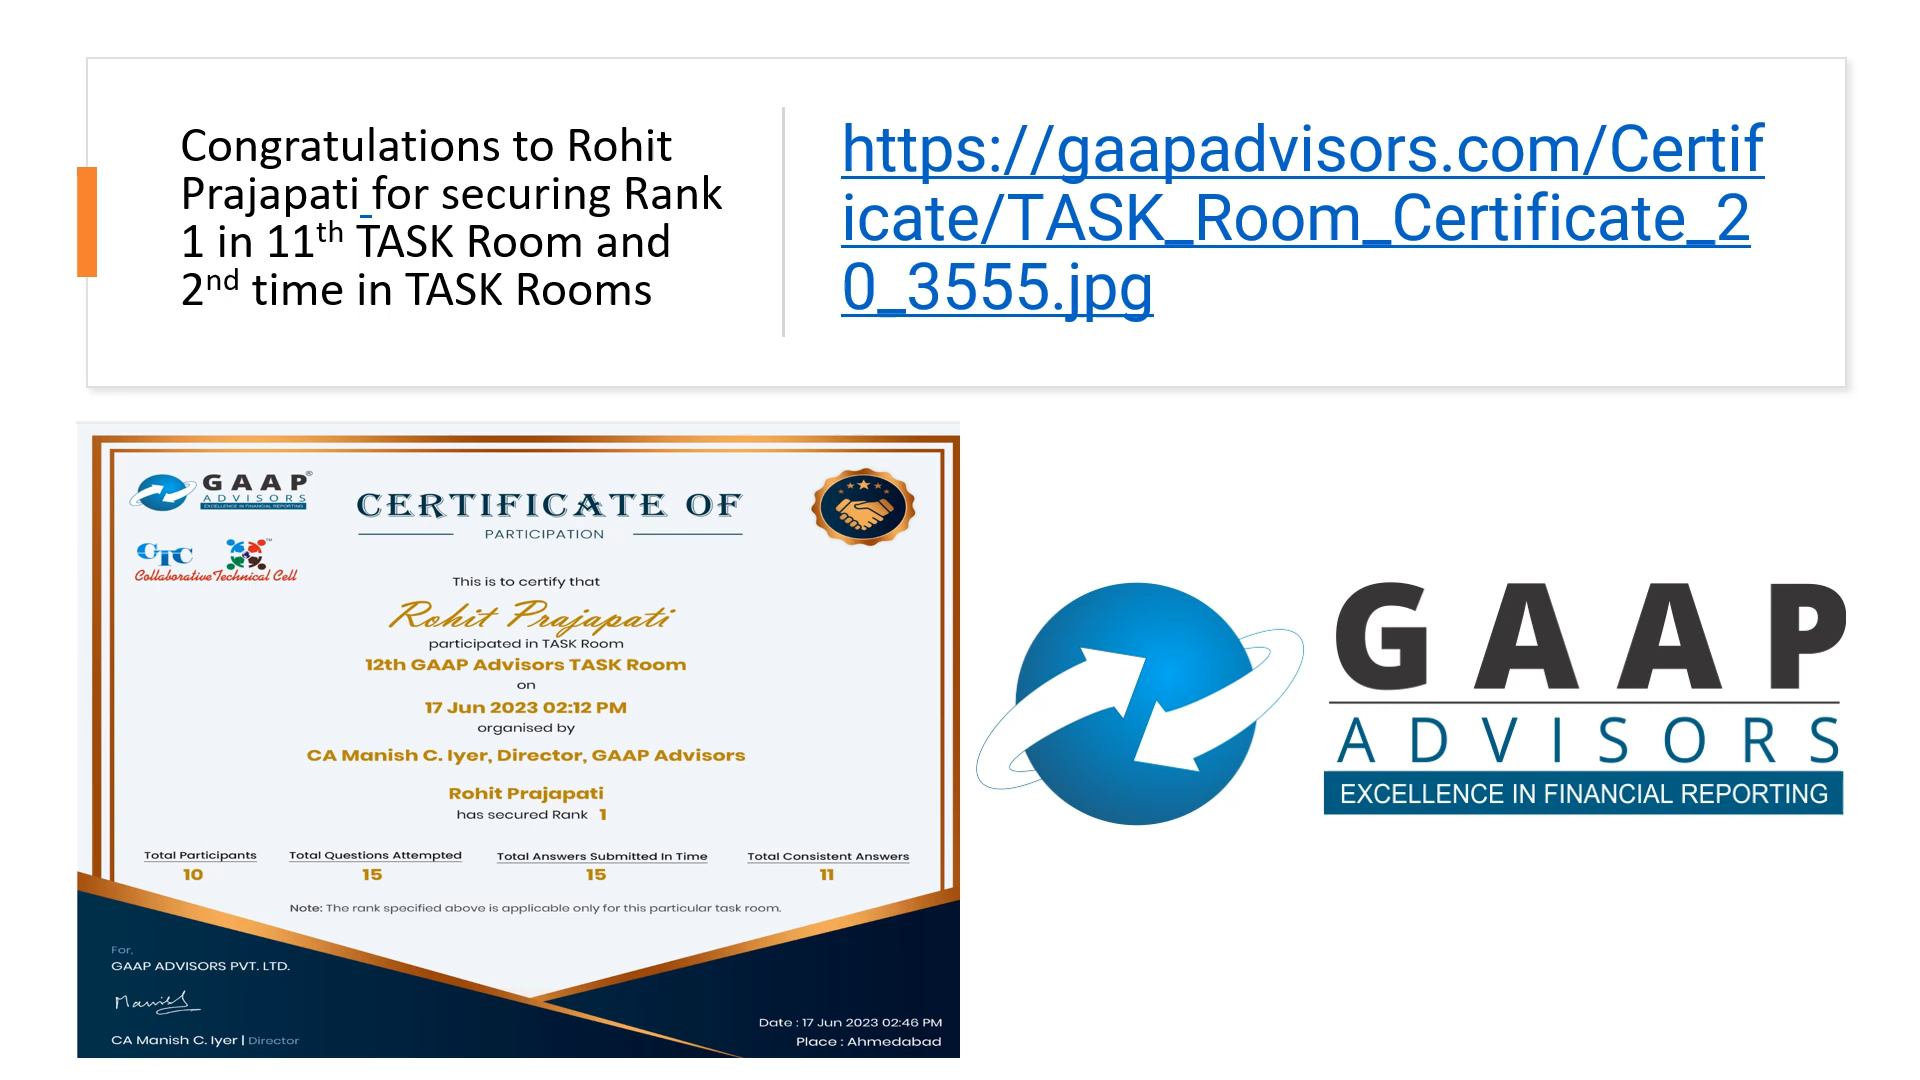 Congratulations to Rohit
Prajapati for securing Rank
1 in 11th TASK Room and
2nd time in TASK Rooms
https://gaapadvisors.com/Certif
icate/TASK_Room_Certificate_2
0_3555.jpg
GAAP®
ADVISORS
EXCELLENCE IN FINANCIAL REPORTING
CTC
Collaborative Technical Cell™
CERTIFICATE OF
PARTICIPATION
This is to certify that
Rohit Prajapati
participated in TASK Room
12th GAAP Advisors TASK Room
on
17 Jun 2023 02:12 PM
organised by
CA Manish C. Iyer, Director, GAAP Advisors
Rohit Prajapati
has secured Rank 1
Total Participants Total Questions Attempted Total Answers Submitted In Time Total Consistent Answers
10 15 15 11
Note: The rank specified above is applicable only for this particular task room.
For,
GAAP ADVISORS PVT. LTD.
Manish
CA Manish C. Iyer | Director
Date : 17 Jun 2023 02:46 PM
Place : Ahmedabad
GAAP
ADVISORS
EXCELLENCE IN FINANCIAL REPORTING